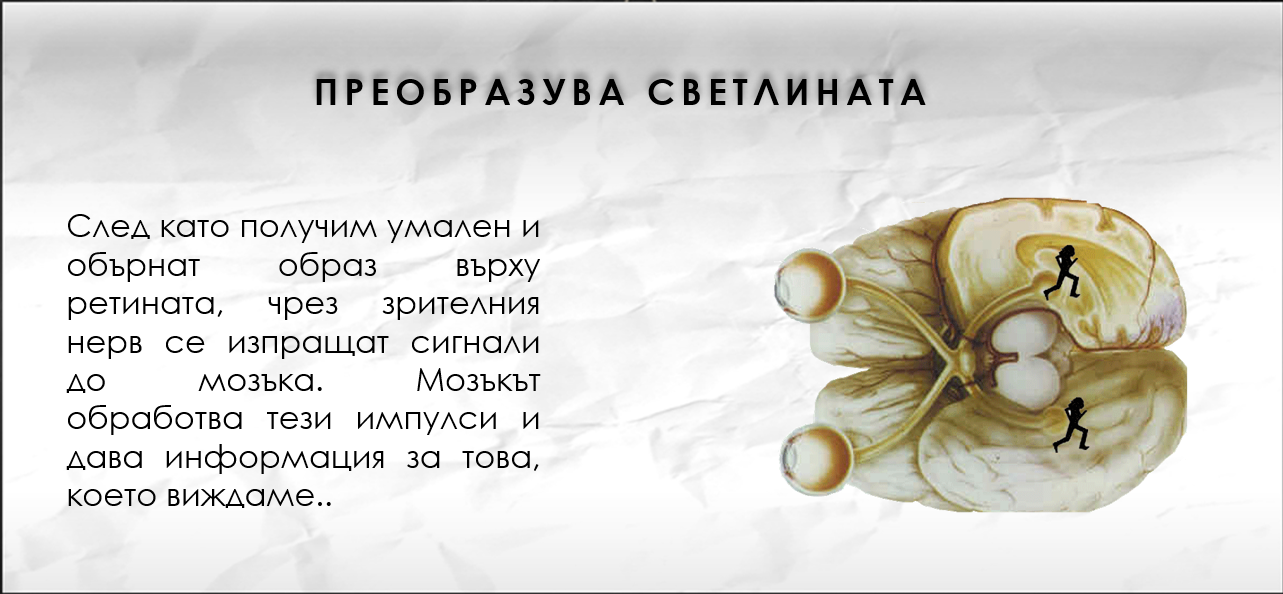 ПРЕОБРАЗУВА СВЕТЛИНАТА
След като получим умален и
обърнат образ върху
ретината, чрез зрителния
нерв се изпращат сигнали
до мозъка. Мозъкът
обработва тези импулси и
дава информация за това,
което виждаме..